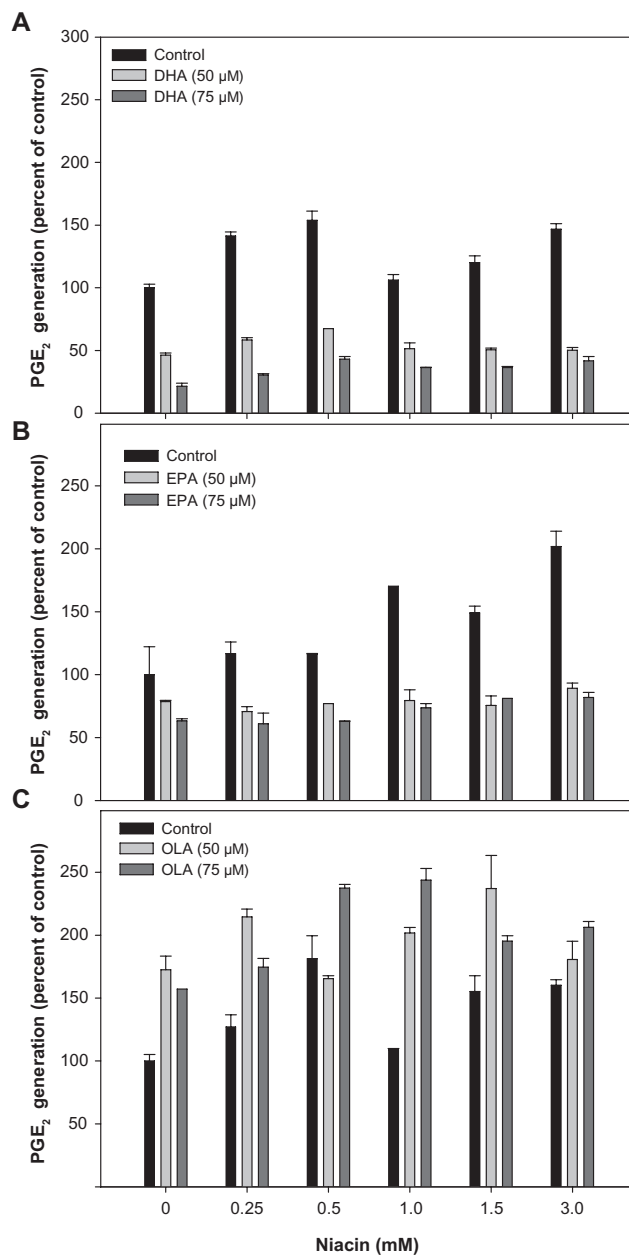 A
300
250
200
150
100
50
0
PGE₂ generation (percent of control)
Control
DHA (50 µM)
DHA (75 µM)
B
250
200
150
100
50
0
PGE₂ generation (percent of control)
Control
EPA (50 µM)
EPA (75 µM)
C
250
200
150
100
50
PGE₂ generation (percent of control)
Control
OLA (50 µM)
OLA (75 µM)
0 0.25 0.5 1.0 1.5 3.0
Niacin (mM)